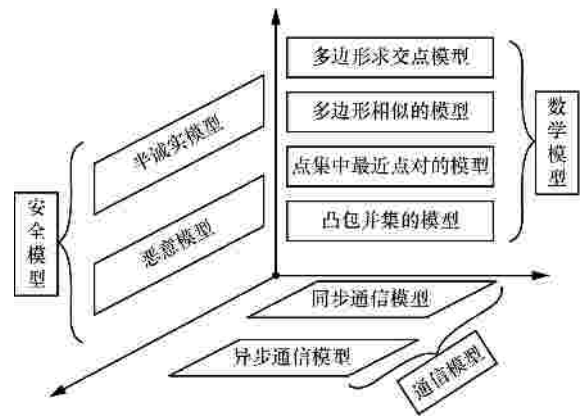 多边形求交点模型
多边形相似的模型
点集中最近点对的模型
凸包并集的模型
数学模型
半诚实模型
恶意模型
安全模型
同步通信模型
异步通信模型
通信模型